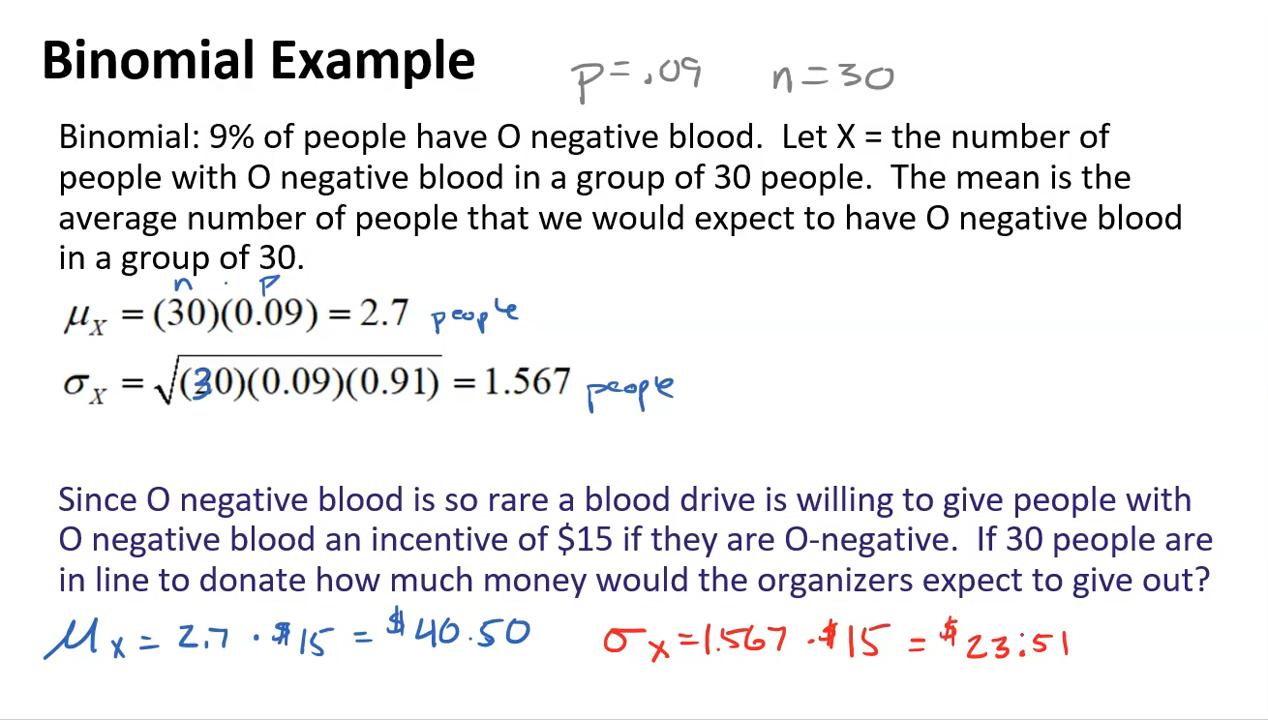 Binomial Example p = .09 n = 30
Binomial: 9% of people have O negative blood. Let X = the number of
people with O negative blood in a group of 30 people. The mean is the
average number of people that we would expect to have O negative blood
in a group of 30.
n · p
μ_X = (30)(0.09) = 2.7 people
σ_X = √(30)(0.09)(0.91) = 1.567 people
Since O negative blood is so rare a blood drive is willing to give people with
O negative blood an incentive of $15 if they are O-negative. If 30 people are
in line to donate how much money would the organizers expect to give out?
μ_x = 2.7 · $15 = $40.50 σ_x = 1.567 · $15 = $23.51